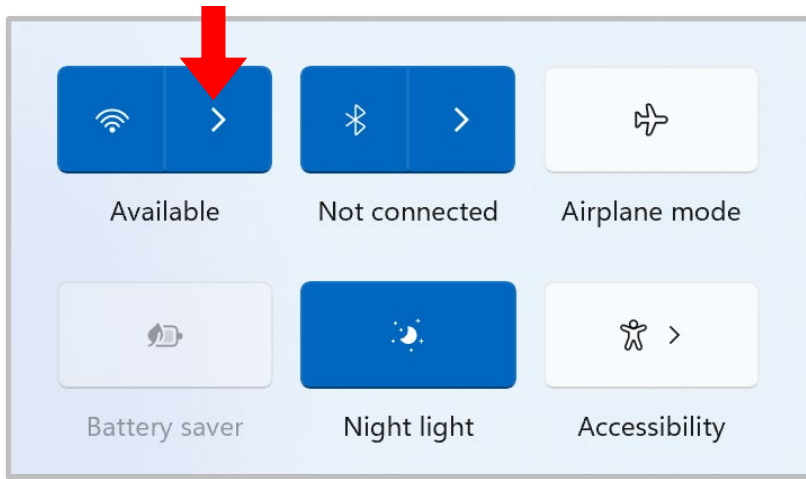 Available
Not connected
Airplane mode
Battery saver
Night light
Accessibility